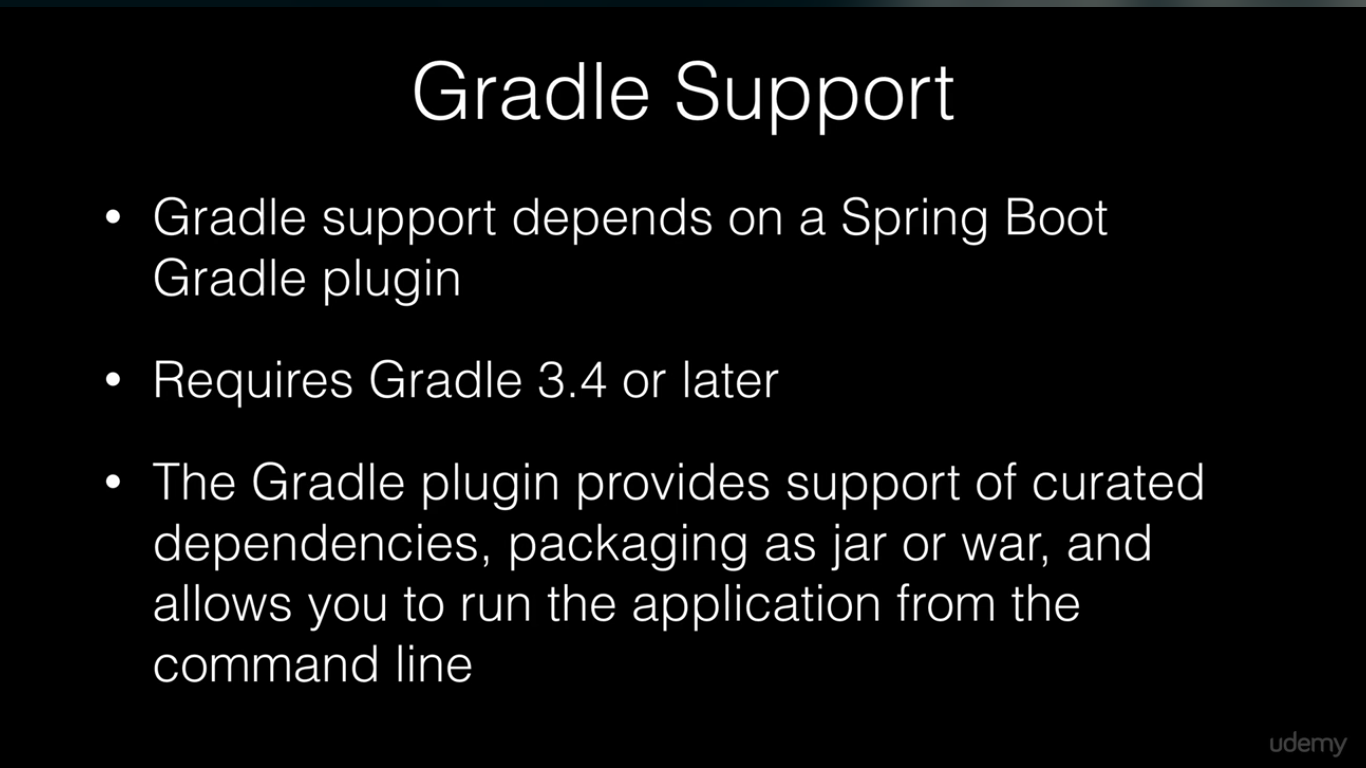 Gradle Support
• Gradle support depends on a Spring Boot
Gradle plugin
• Requires Gradle 3.4 or later
• The Gradle plugin provides support of curated
dependencies, packaging as jar or war, and
allows you to run the application from the
command line
udemy